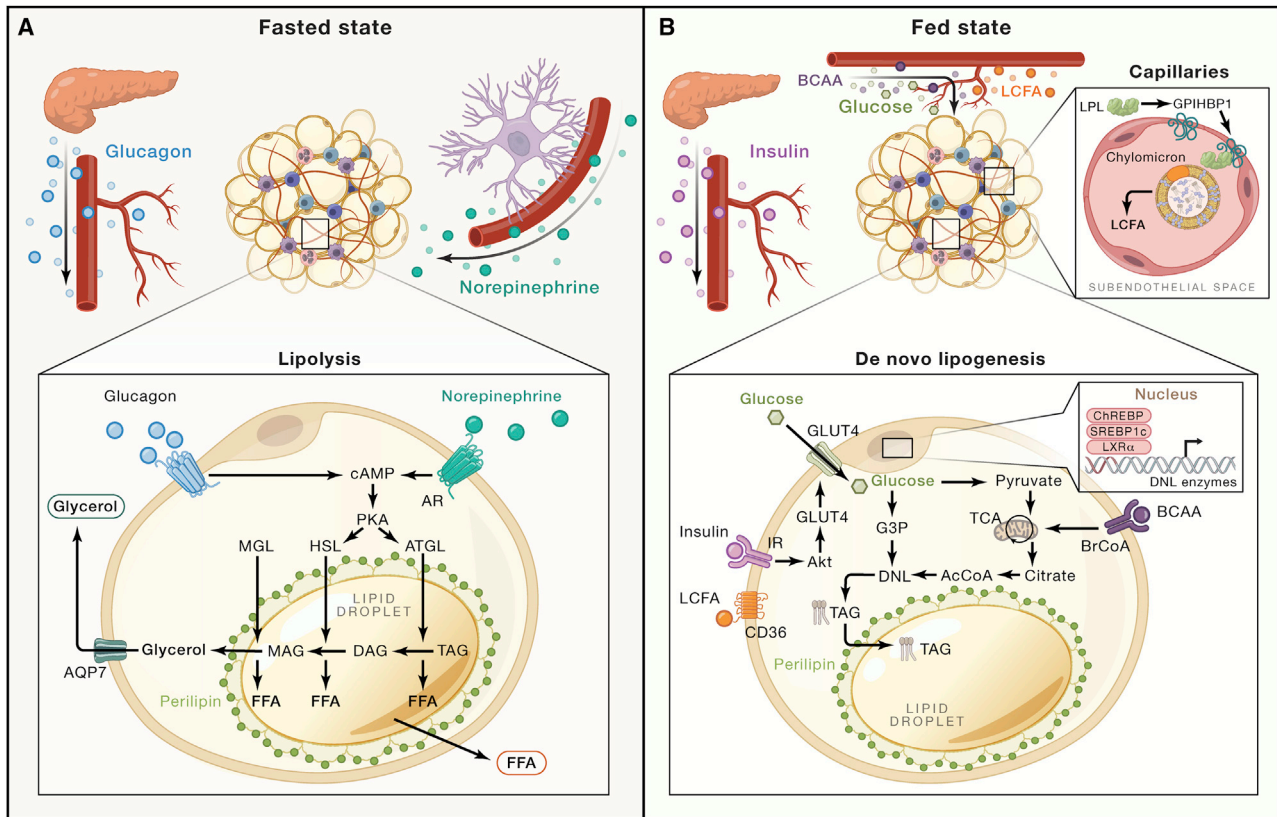 A
Fasted state
Glucagon
Norepinephrine
Lipolysis
Glucagon
Norepinephrine
cAMP
AR
PKA
Glycerol
MGL
HSL
ATGL
LIPID
DROPLET
Glycerol
MAG
DAG
TAG
AQP7
Perilipin
FFA
FFA
FFA
FFA
B
Fed state
BCAA
Glucose
LCFA
Insulin
Capillaries
LPL
GPIHBP1
Chylomicron
LCFA
SUBENDOTHELIAL SPACE
De novo lipogenesis
Nucleus
ChREBP
SREBP1c
LXRα
DNL enzymes
Glucose
GLUT4
Glucose
Pyruvate
GLUT4
G3P
TCA
BCAA
BrCoA
Insulin
IR
Akt
DNL
AcCoA
Citrate
LCFA
CD36
TAG
TAG
Perilipin
LIPID
DROPLET